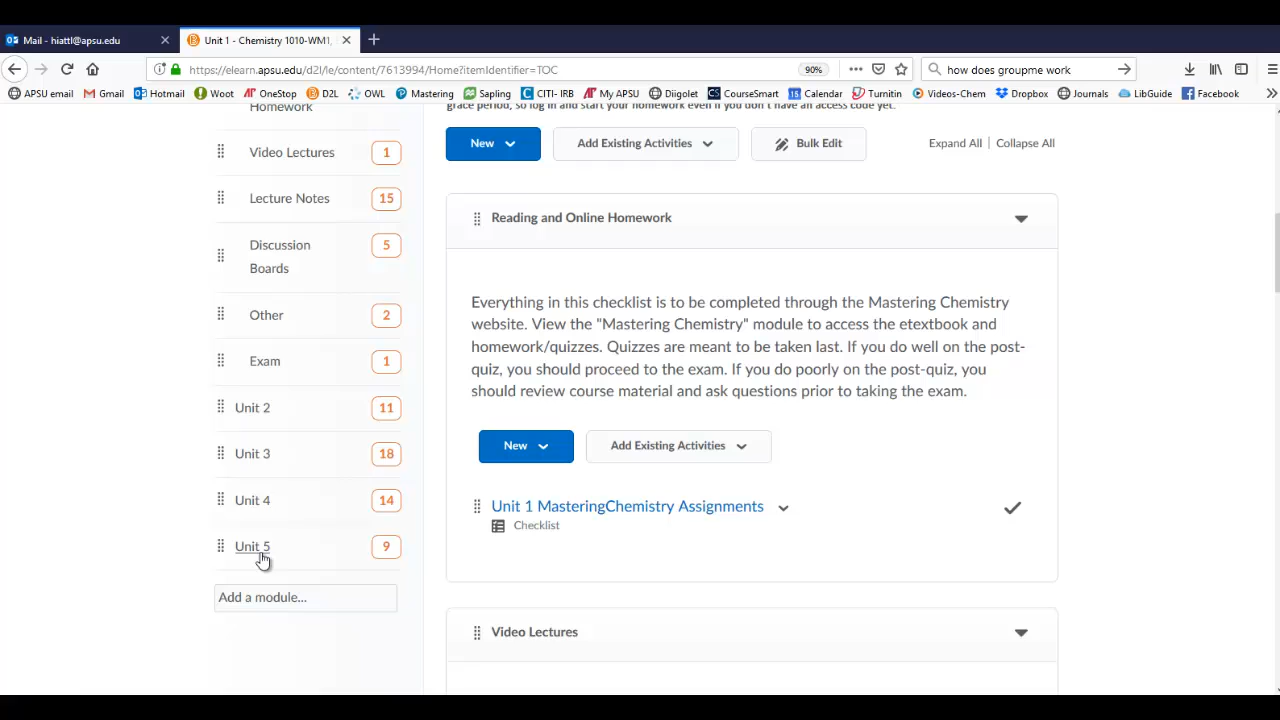 Mail - hiattl@apsu.edu
Unit 1 - Chemistry 1010-WM1,
https://elearn.apsu.edu/d2l/le/content/7613994/Home?itemIdentifier=TOC
90%
how does groupme work
APSU email
Gmail
Hotmail
Woot
OneStop
D2L
OWL
Mastering
Sapling
CITI- IRB
CourseSmart
My APSU
Diigolet
Calendar
Turnitin
Videos-Chem
Dropbox
Journals
LibGuide
Facebook
Homework
Video Lectures 1
Lecture Notes 15
Discussion 5
Boards
Other 2
Exam 1
Unit 2 11
Unit 3 18
Unit 4 14
Unit 5 9
Add a module...
grace period, so log in and start your homework even if you don't have an access code yet.
New
Add Existing Activities
Bulk Edit
Expand All | Collapse All
Reading and Online Homework
Everything in this checklist is to be completed through the Mastering Chemistry
website. View the "Mastering Chemistry" module to access the etextbook and
homework/quizzes. Quizzes are meant to be taken last. If you do well on the post-
quiz, you should proceed to the exam. If you do poorly on the post-quiz, you
should review course material and ask questions prior to taking the exam.
New
Add Existing Activities
Unit 1 MasteringChemistry Assignments
Checklist
Video Lectures